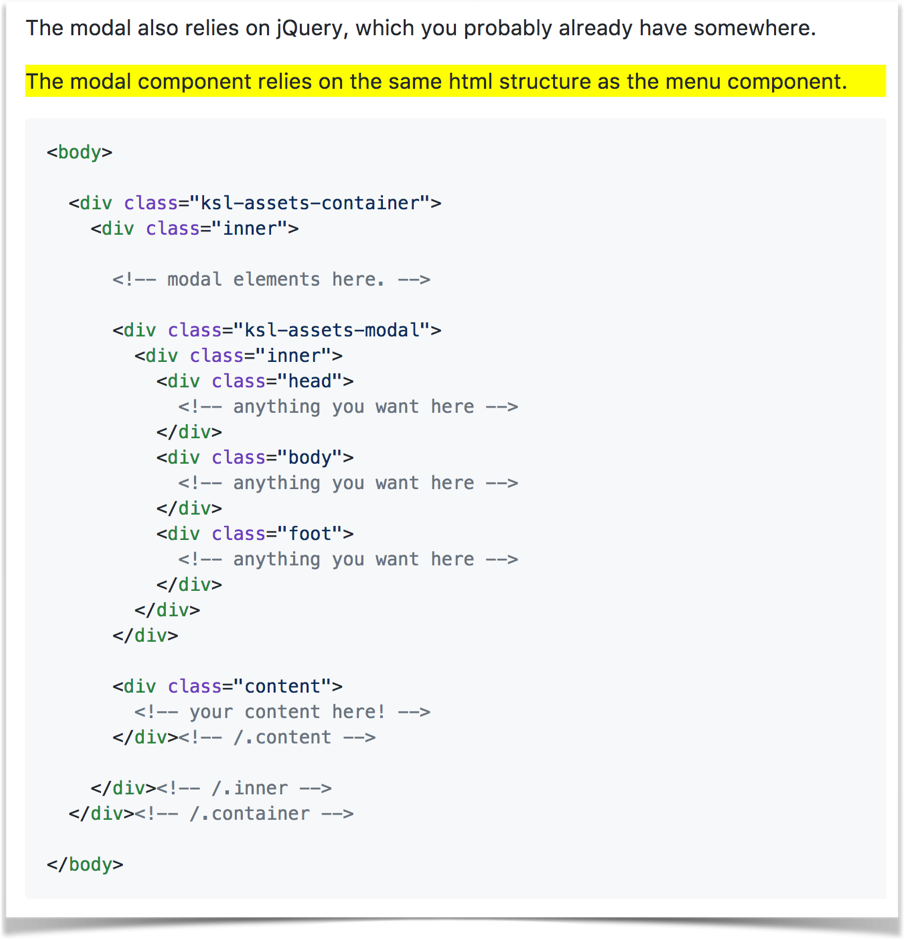 The modal also relies on jQuery, which you probably already have somewhere.
The modal component relies on the same html structure as the menu component.
<body>
<div class="ksl-assets-container">
<div class="inner">
<!-- modal elements here. -->
<div class="ksl-assets-modal">
<div class="inner">
<div class="head">
<!-- anything you want here -->
</div>
<div class="body">
<!-- anything you want here -->
</div>
<div class="foot">
<!-- anything you want here -->
</div>
</div>
</div>
<div class="content">
<!-- your content here! -->
</div><!-- /.content -->
</div><!-- /.inner -->
</div><!-- /.container -->
</body>